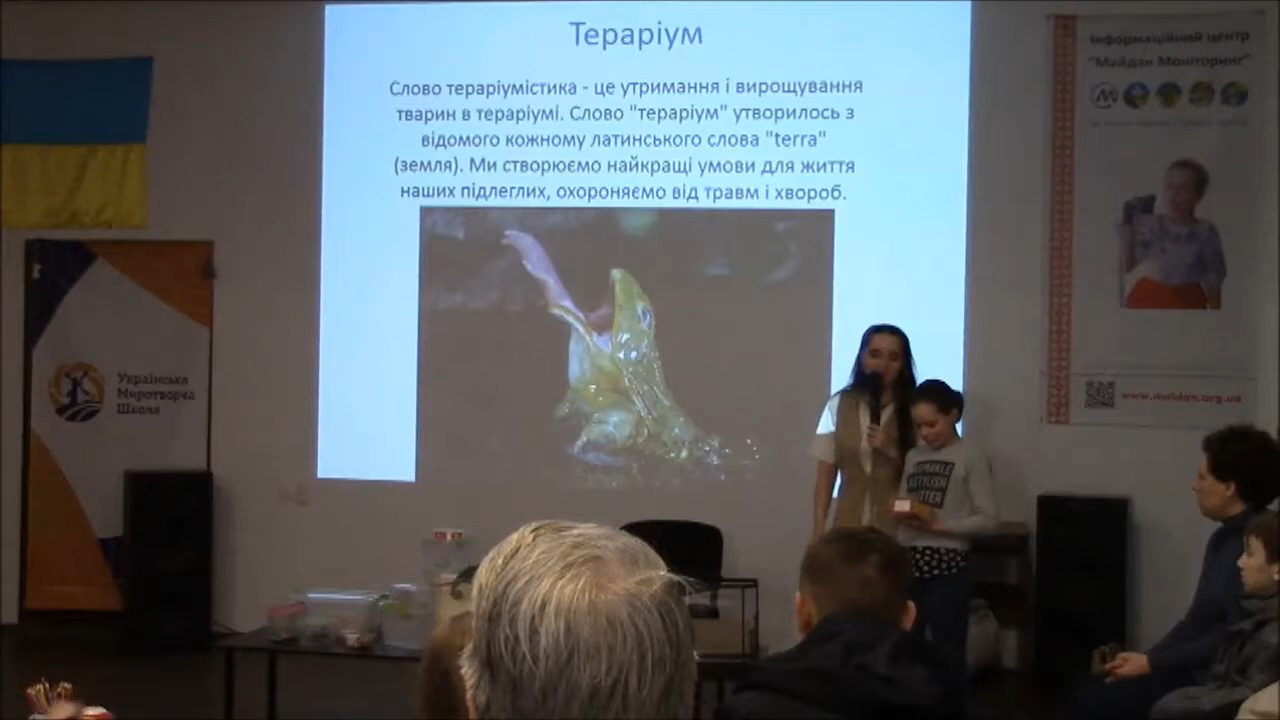 Тераріум
Слово тераріумістика - це утримання і вирощування
тварин в тераріумі. Слово "тераріум" утворилось з
відомого кожному латинського слова "terra"
(земля). Ми створюємо найкращі умови для життя
наших підлеглих, охороняємо від травм і хвороб.
Інформаційний центр
"Майдан Моніторинг"
www.maidan.org.ua
Українська
Миротворча
Школа